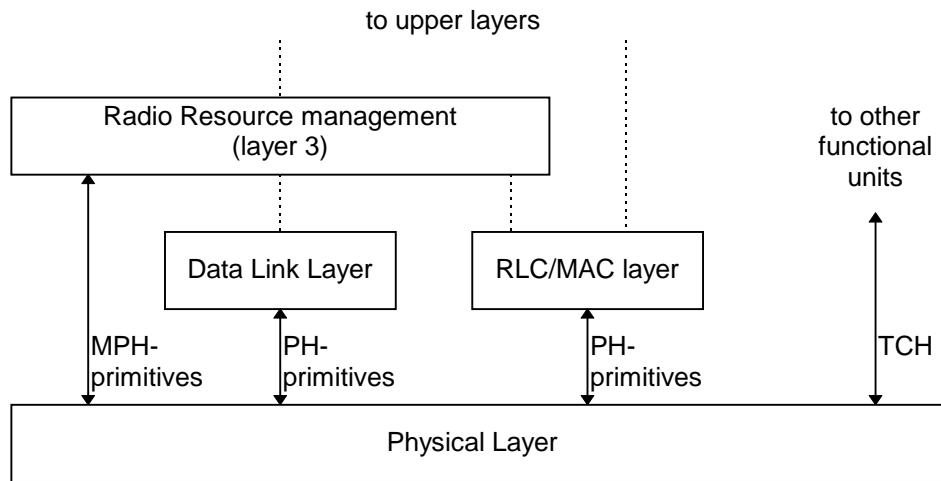 to upper layers
Radio Resource management
(layer 3)
to other
functional
units
Data Link Layer
RLC/MAC layer
MPH-
primitives
PH-
primitives
PH-
primitives
TCH
Physical Layer